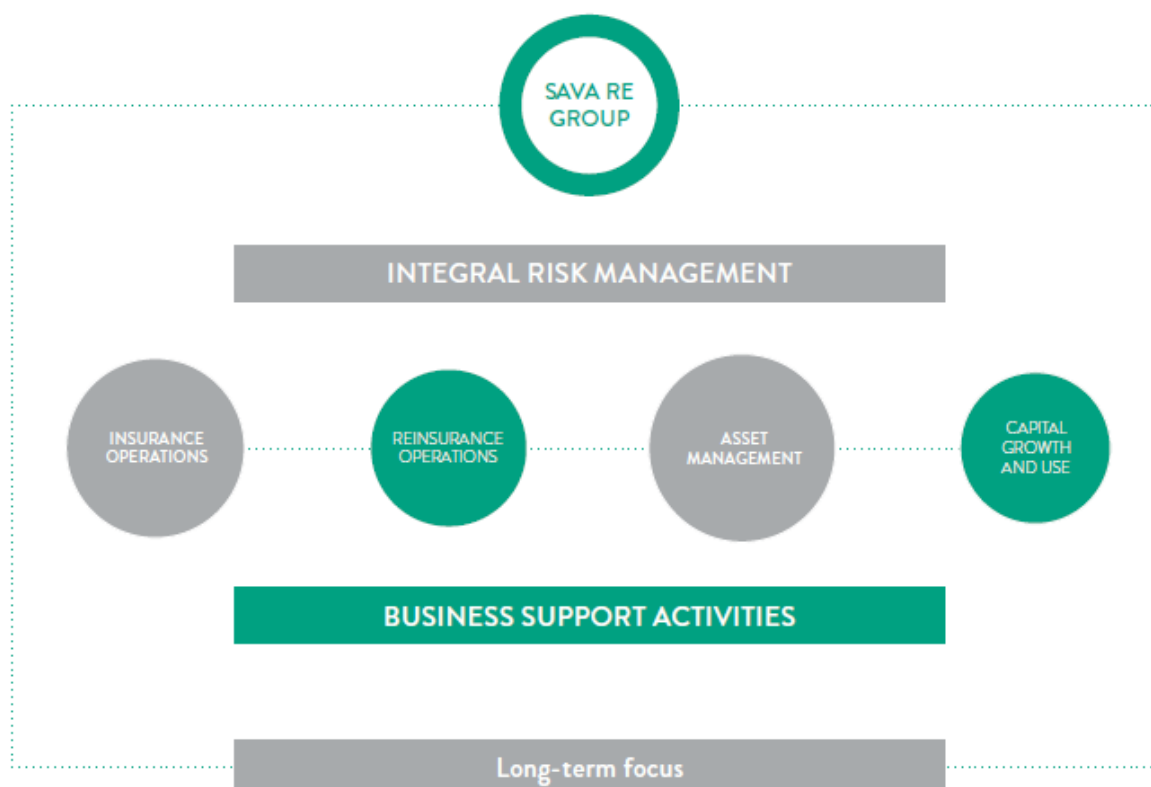 SAVA RE
GROUP
INTEGRAL RISK MANAGEMENT
INSURANCE
OPERATIONS
REINSURANCE
OPERATIONS
ASSET
MANAGEMENT
CAPITAL
GROWTH
AND USE
BUSINESS SUPPORT ACTIVITIES
Long-term focus